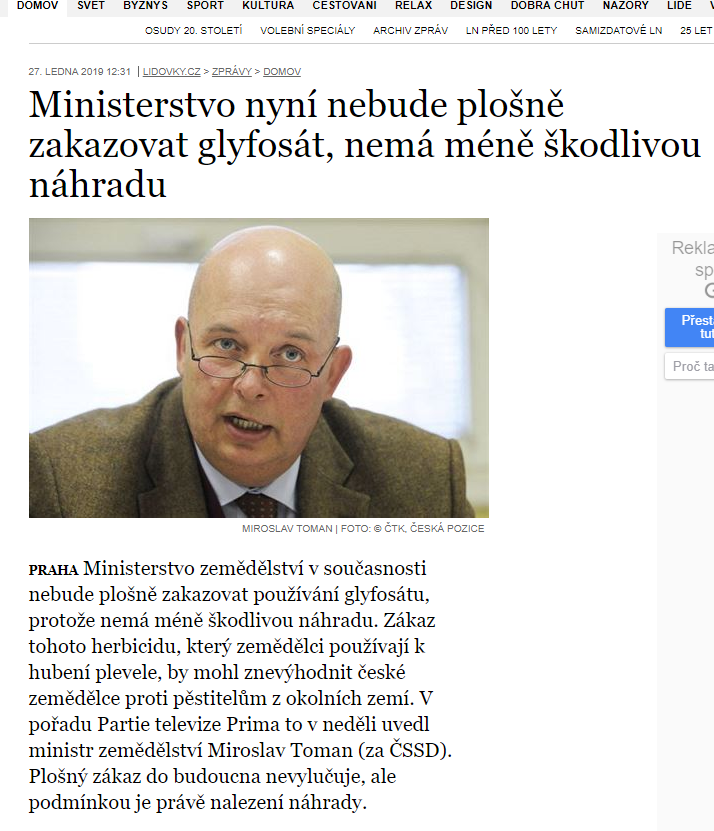 DOMOV SVĚT BYZNYS SPORT KULTURA CESTOVÁNÍ RELAX DESIGN DOBRÁ CHUŤ NÁZORY LIDÉ
OSUDY 20. STOLETÍ VOLEBNÍ SPECIÁLY ARCHIV ZPRÁV LN PŘED 100 LETY SAMIZDATOVÉ LN 25 LET
27. LEDNA 2019 12:31 | LIDOVKY.CZ > ZPRÁVY > DOMOV
Ministerstvo nyní nebude plošně
zakazovat glyfosát, nemá méně škodlivou
náhradu
Rekla
sp
Přest
tut
Proč ta
MIROSLAV TOMAN | FOTO: © ČTK, ČESKÁ POZICE
PRAHA Ministerstvo zemědělství v současnosti
nebude plošně zakazovat používání glyfosátu,
protože nemá méně škodlivou náhradu. Zákaz
tohoto herbicidu, který zemědělci používají k
hubení plevele, by mohl znevýhodnit české
zemědělce proti pěstitelům z okolních zemí. V
pořadu Partie televize Prima to v neděli uvedl
ministr zemědělství Miroslav Toman (za ČSSD).
Plošný zákaz do budoucna nevylučuje, ale
podmínkou je právě nalezení náhrady.